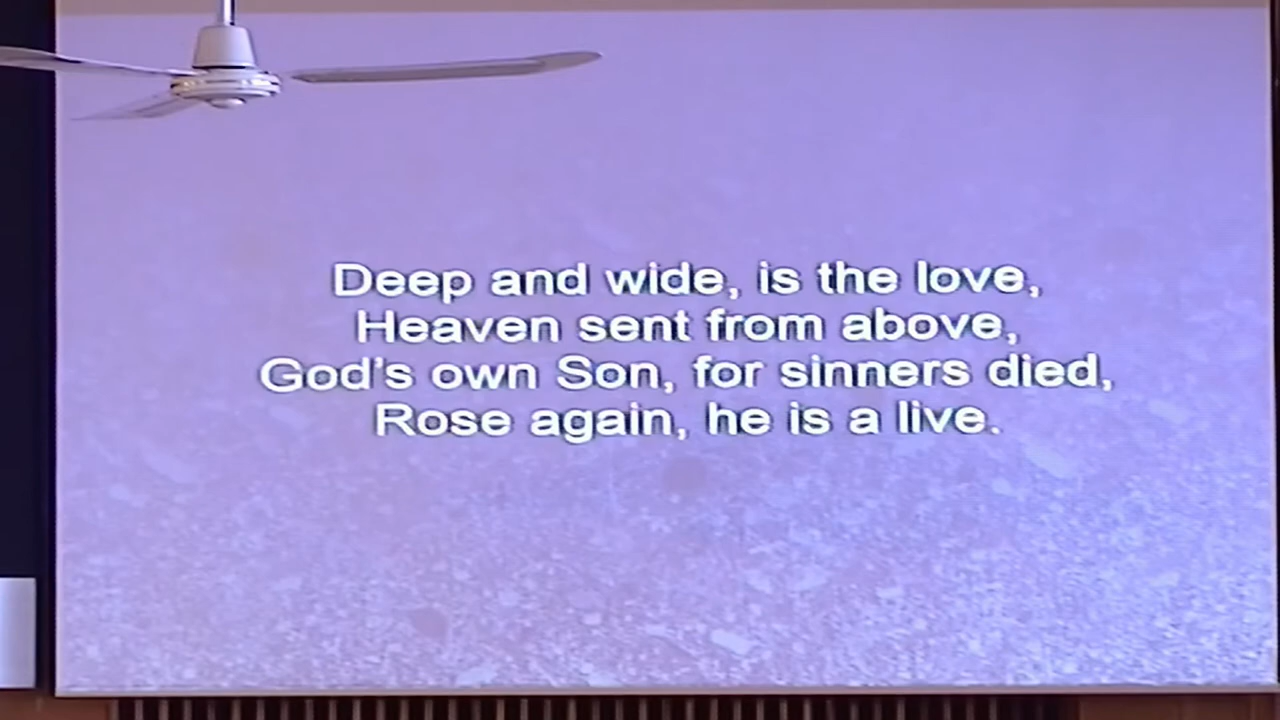 Deep and wide, is the love,
Heaven sent from above,
God's own Son, for sinners died,
Rose again, he is a live.